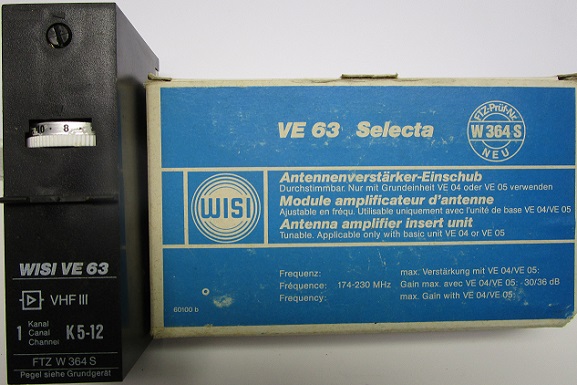 10 8
WISI VE 63
VHF III
1 Kanal Canal Channel K 5-12
FTZ W 364 S
Pegel siehe Grundgerät
VE 63 Selecta
FTZ-Prüf-Nr.
W 364 S
NEU
WISI
Antennenverstärker-Einschub
Durchstimmbar. Nur mit Grundeinheit VE 04 oder VE 05 verwenden
Module amplificateur d'antenne
Ajustable en fréqu. Utilisable uniquement avec l'unité de base VE 04/VE 05
Antenna amplifier insert unit
Tunable. Applicable only with basic unit VE 04 or VE 05
Frequenz: max. Verstärkung mit VE 04/VE 05:
Fréquence: 174-230 MHz Gain max. avec VE 04/VE 05: 30/36 dB
Frequency: max. Gain with VE 04/VE 05:
60100 b